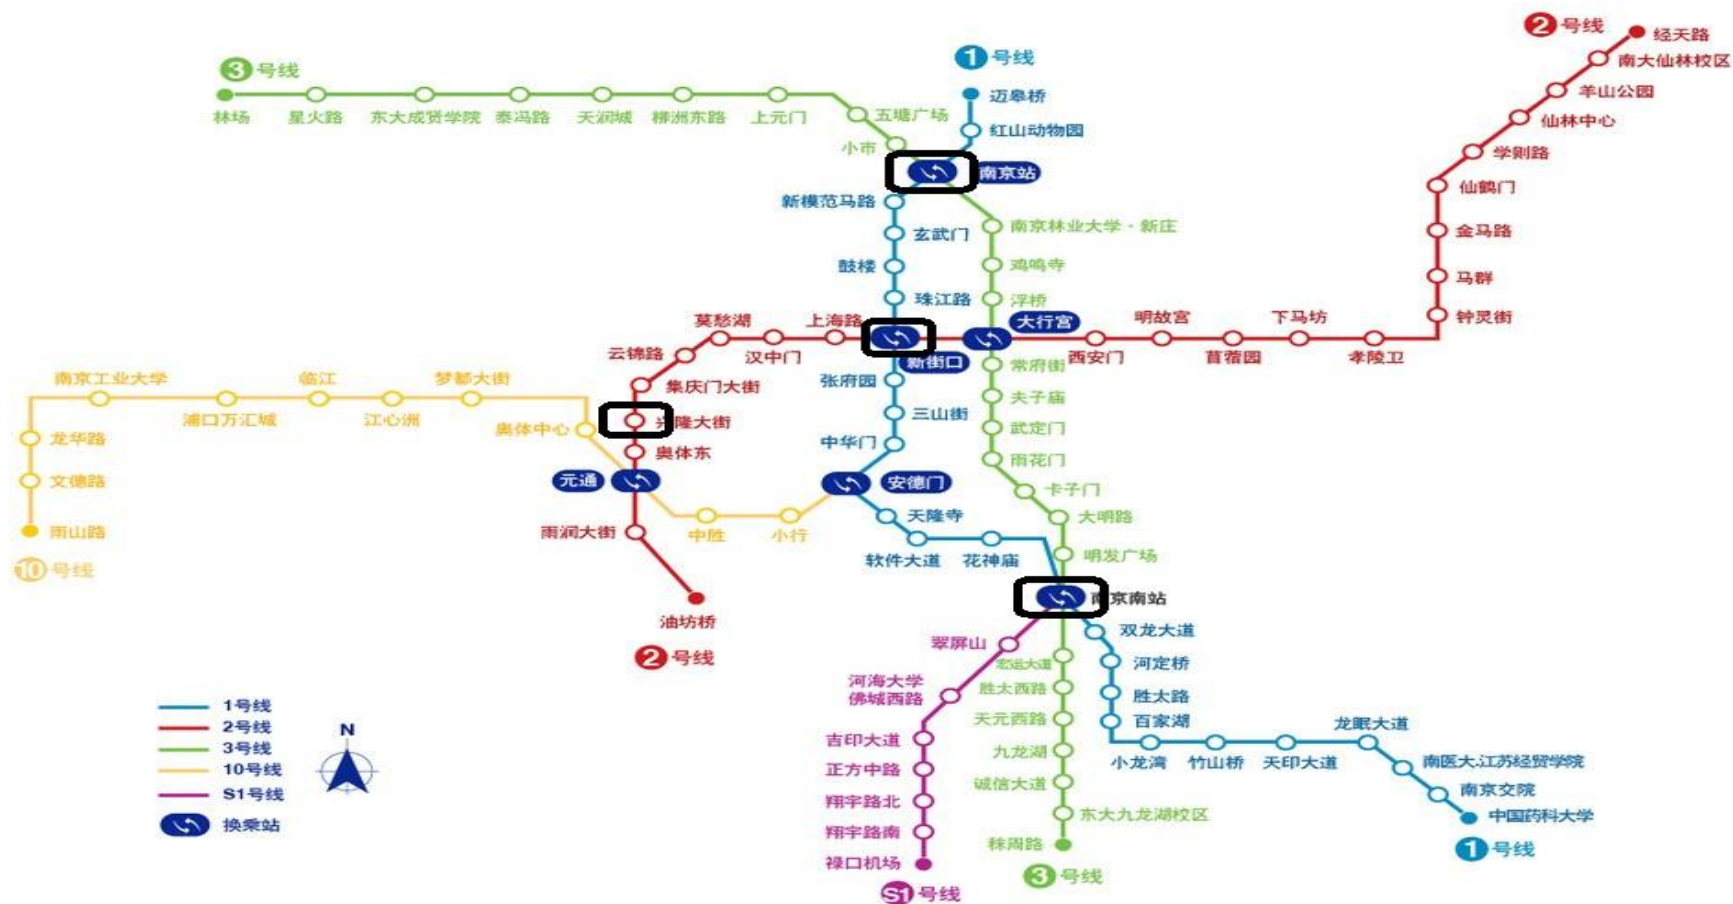 2号线
经天路
南大仙林校区
羊山公园
仙林中心
学则路
仙鹤门
金马路
马群
钟灵街
3号线
林场
星火路
东大成贤学院
泰冯路
天润城
柳洲东路
上元门
五塘广场
小市
1号线
迈皋桥
红山动物园
南京站
新模范马路
玄武门
鼓楼
珠江路
南京林业大学·新庄
鸡鸣寺
浮桥
大行宫
莫愁湖
上海路
云锦路
汉中门
新街口
集庆门大街
兴隆大街
奥体东
元通
雨润大街
油坊桥
2号线
西安门
明故宫
苜蓿园
下马坊
孝陵卫
南京工业大学
临江
梦都大街
浦口万汇城
江心洲
奥体中心
龙华路
文德路
雨山路
10号线
中胜
小行
张府园
三山街
中华门
安德门
天隆寺
软件大道
花神庙
常府街
夫子庙
武定门
雨花门
卡子门
大明路
明发广场
南京南站
翠屏山
河海大学
佛城西路
吉印大道
正方中路
翔宇路北
翔宇路南
禄口机场
S1号线
宏运大道
胜太西路
天元西路
九龙湖
诚信大道
东大九龙湖校区
秣周路
3号线
双龙大道
河定桥
胜太路
百家湖
小龙湾
竹山桥
天印大道
龙眠大道
南医大.江苏经贸学院
南京交院
中国药科大学
1号线
1号线
2号线
3号线
10号线
S1号线
换乘站
N